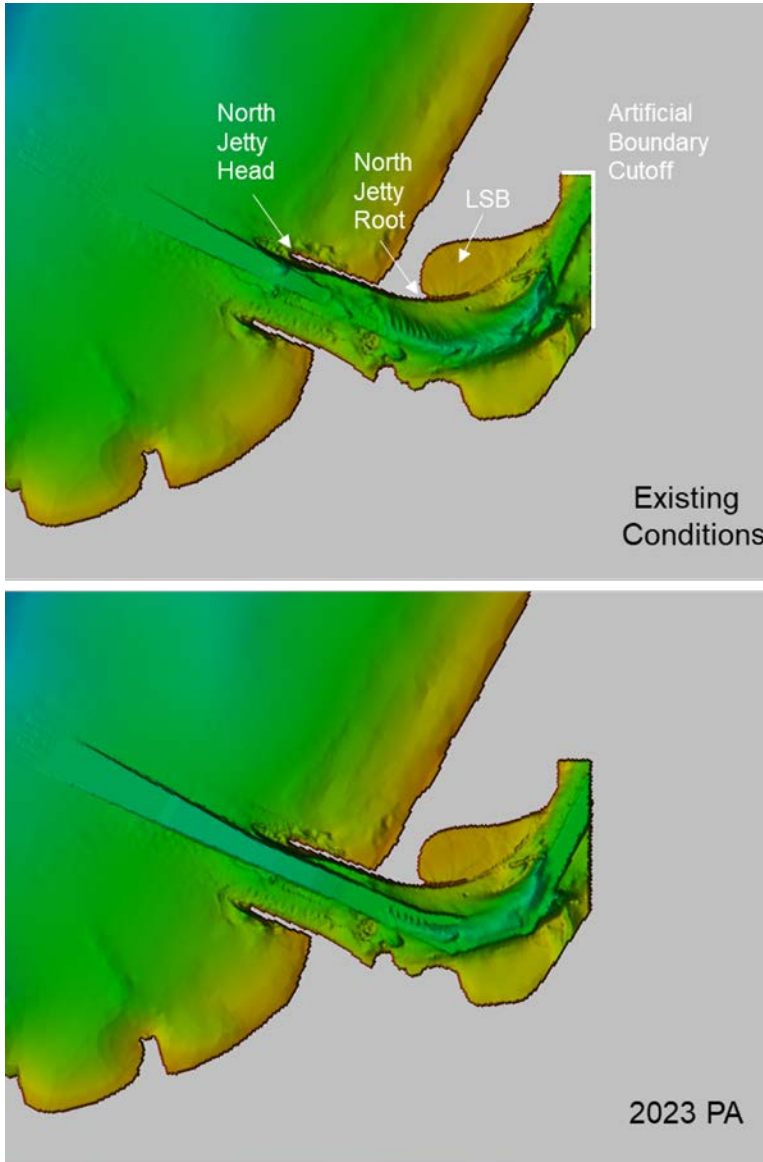 North
Jetty
Head
North
Jetty
Root
LSB
Artificial
Boundary
Cutoff
Existing
Conditions
2023 PA